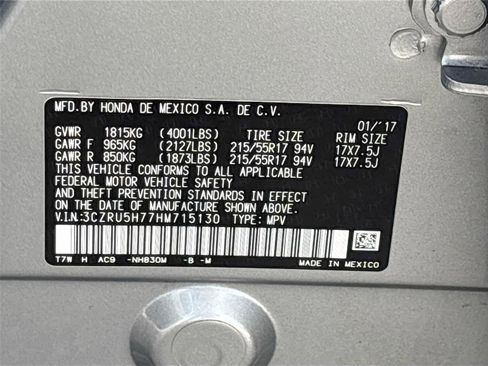 MFD. BY HONDA DE MEXICO S.A. DE C.V.
01/'17
GVWR 1815KG (4001LBS) TIRE SIZE RIM SIZE
GAWR F 965KG (2127LBS) 215/55R17 94V 17X7.5J
GAWR R 850KG (1873LBS) 215/55R17 94V 17X7.5J
THIS VEHICLE CONFORMS TO ALL APPLICABLE
FEDERAL MOTOR VEHICLE SAFETY
AND THEFT PREVENTION STANDARDS IN EFFECT
ON THE DATE OF MANUFACTURE SHOWN ABOVE.
V.I.N:3CZRU5H77HM715130 TYPE: MPV
T7W H AC9 -NH830M -B -M MADE IN MEXICO